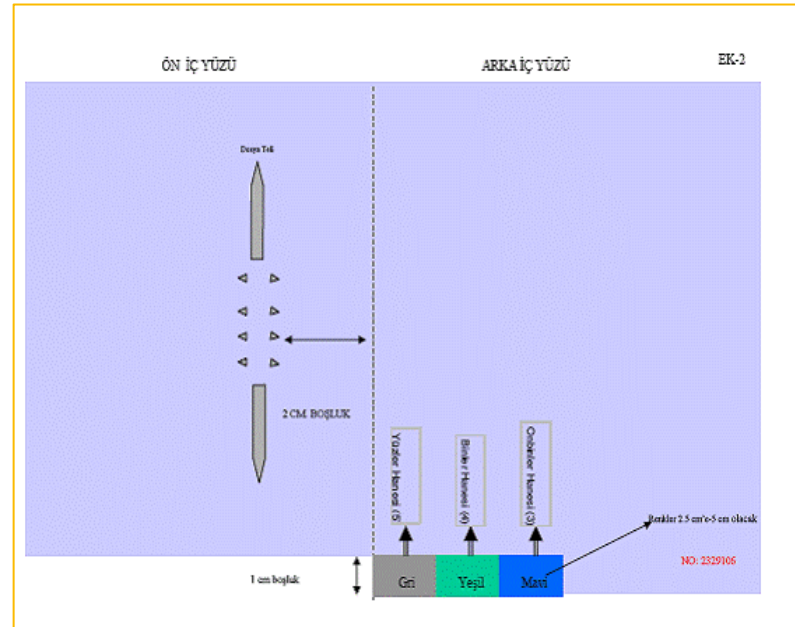 ÖN İÇ YÜZÜ
ARKA İÇ YÜZÜ
EK-2
Dosya Teli
2 CM. BOŞLUK
Yüzler Hanesi (5
Binler Hanesi (4)
Onbinler Hanesi (3)
Renkler 2.5 cm'e-5 cm olacak
NO: 2329106
1 cm boşluk
Gri
Yeşil
Mavi